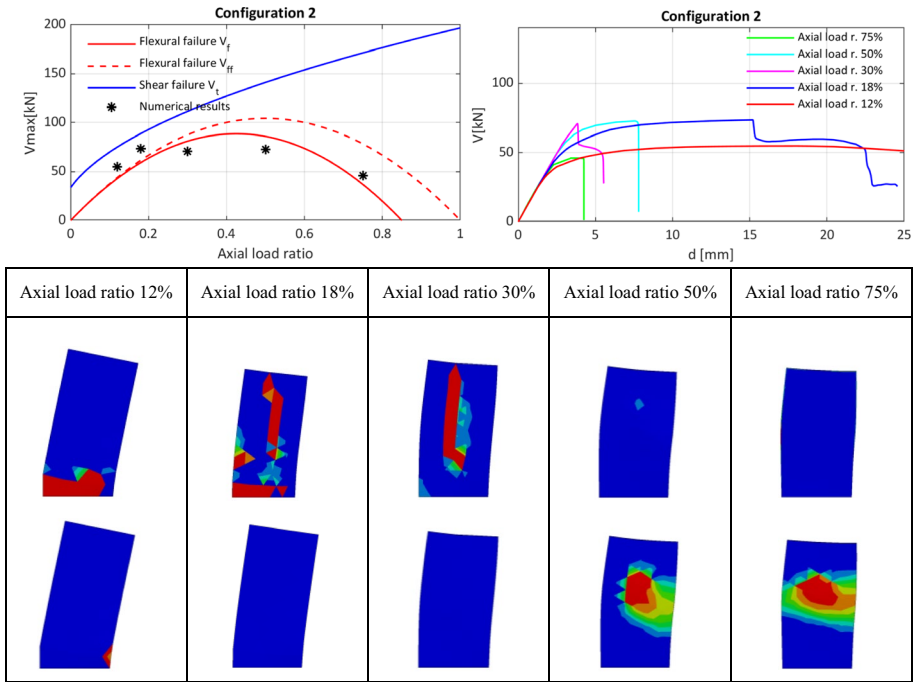 Configuration 2
200
150
100
50
0
Vmax[kN]
Flexural failure Vf
Flexural failure Vff
Shear failure Vt
Numerical results
0 0.2 0.4 0.6 0.8 1
Axial load ratio
Configuration 2
100
50
0
V[kN]
Axial load r. 75%
Axial load r. 50%
Axial load r. 30%
Axial load r. 18%
Axial load r. 12%
0 5 10 15 20 25
d [mm]
Axial load ratio 12% Axial load ratio 18% Axial load ratio 30% Axial load ratio 50% Axial load ratio 75%